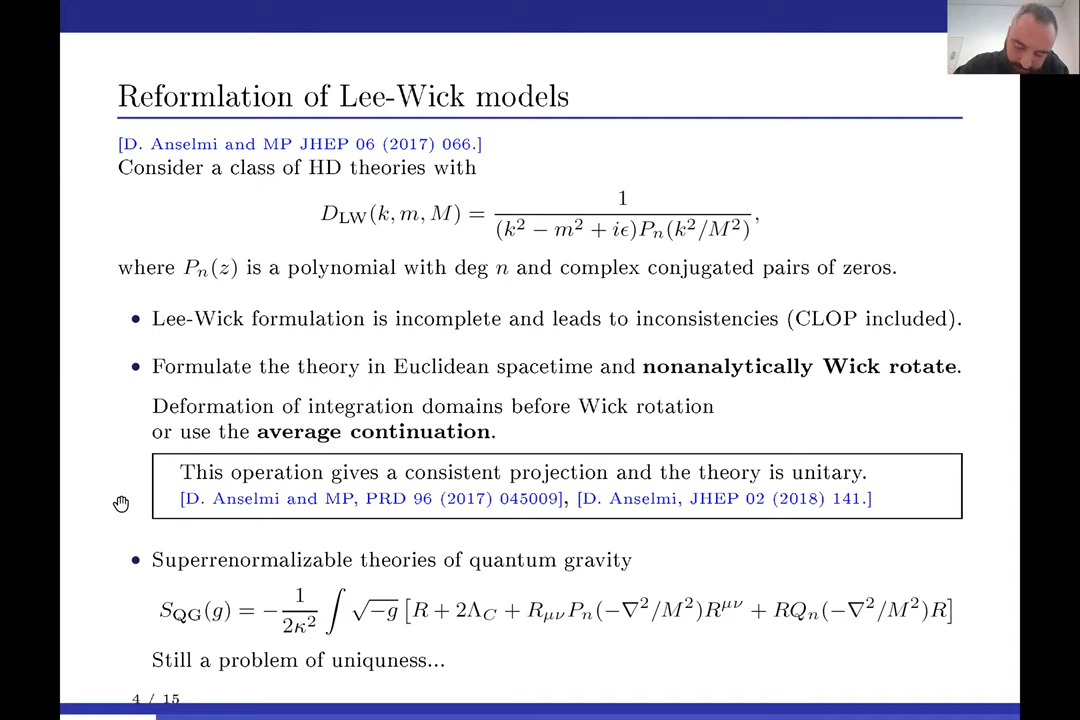 Reformlation of Lee-Wick models
[D. Anselmi and MP JHEP 06 (2017) 066.]
Consider a class of HD theories with
D_LW(k, m, M) = 1 / ((k² − m² + iϵ)P_n(k²/M²)),
where P_n(z) is a polynomial with deg n and complex conjugated pairs of zeros.
• Lee-Wick formulation is incomplete and leads to inconsistencies (CLOP included).
• Formulate the theory in Euclidean spacetime and nonanalytically Wick rotate.
Deformation of integration domains before Wick rotation
or use the average continuation.
This operation gives a consistent projection and the theory is unitary.
[D. Anselmi and MP, PRD 96 (2017) 045009], [D. Anselmi, JHEP 02 (2018) 141.]
• Superrenormalizable theories of quantum gravity
S_QG(g) = −1/(2κ²) ∫ √−g [R + 2Λ_C + R_μν P_n(−∇²/M²)R^μν + RQ_n(−∇²/M²)R]
Still a problem of uniquness...
4 / 15